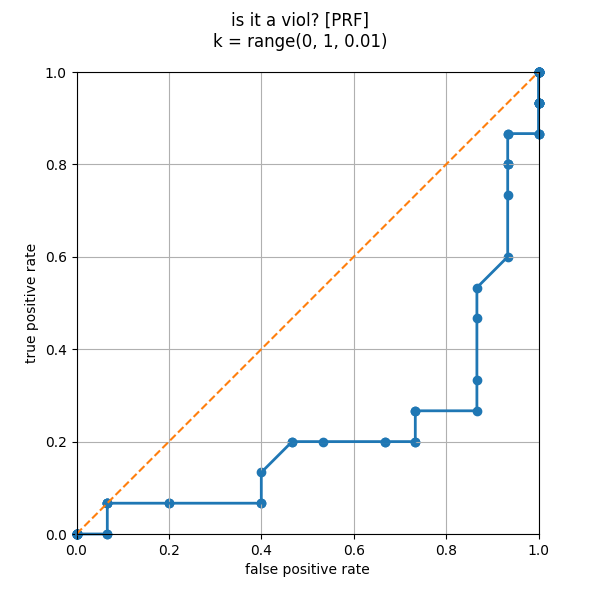 is it a viol? [PRF]
k = range(0, 1, 0.01)
1.0
0.8
0.6
0.4
0.2
0.0
true positive rate
0.0 0.2 0.4 0.6 0.8 1.0
false positive rate